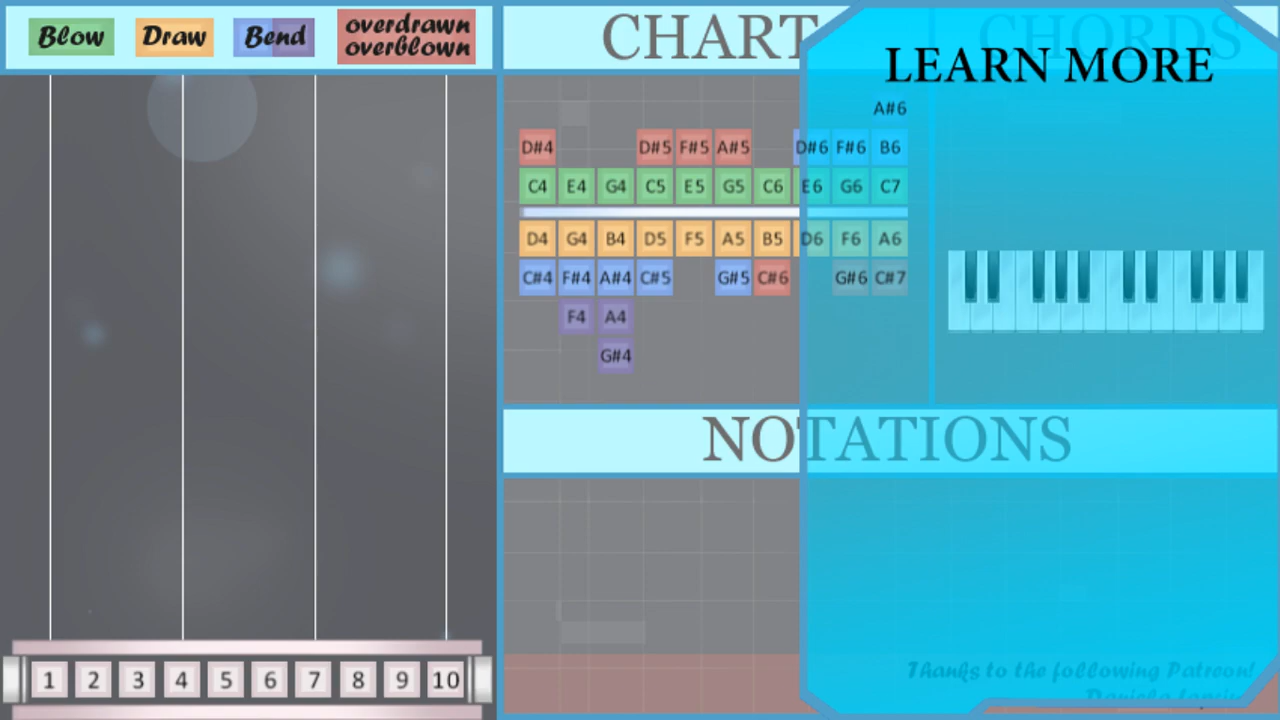 Blow Draw Bend overdrawn
overblown
CHART CHORDS
LEARN MORE
A#6
D#4 D#5 F#5 A#5 D#6 F#6 B6
C4 E4 G4 C5 E5 G5 C6 E6 G6 C7
D4 G4 B4 D5 F5 A5 B5 D6 F6 A6
C#4 F#4 A#4 C#5 G#5 C#6 G#6 C#7
F4 A4
G#4
NOTATIONS
Thanks to the following Patreon!
1 2 3 4 5 6 7 8 9 10